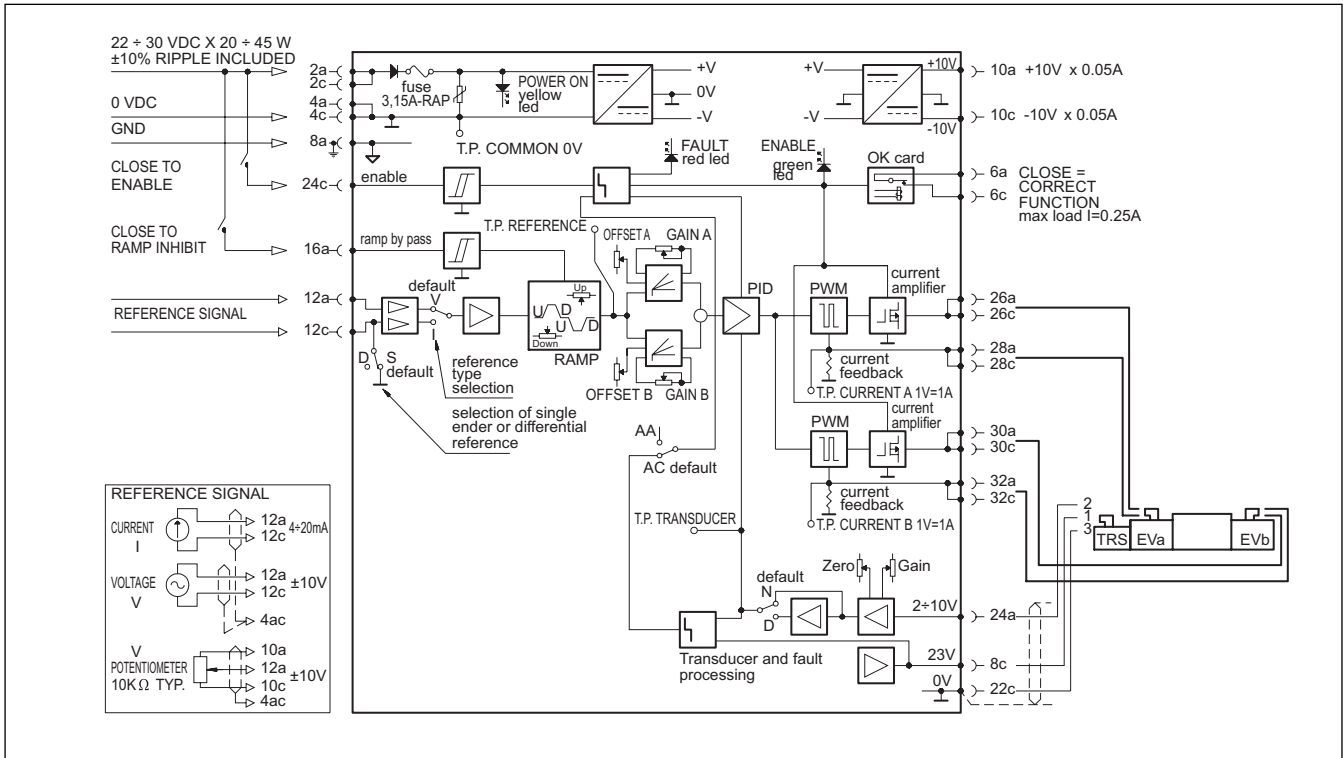 22 ÷ 30 VDC X 20 ÷ 45 W
±10% RIPPLE INCLUDED
2a
2c
0 VDC
4a
4c
GND
8a
CLOSE TO
ENABLE
24c
CLOSE TO
RAMP INHIBIT
16a
REFERENCE SIGNAL
12a
12c
fuse
3,15A-RAP
POWER ON
yellow
led
+V
0V
-V
T.P. COMMON 0V
+V
-V
+10V
-10V
10a +10V x 0.05A
10c -10V x 0.05A
FAULT
red led
ENABLE
green
led
OK card
6a
6c
CLOSE =
CORRECT
FUNCTION
max load I=0.25A
enable
ramp by pass
T.P. REFERENCE
OFFSET A
GAIN A
default
V
I
D
S
default
reference
type
selection
selection of single
ender or differential
reference
Up
U
D
U
D
Down
RAMP
OFFSET B
GAIN B
PID
PWM
current
amplifier
26a
26c
28a
28c
current
feedback
T.P. CURRENT A 1V=1A
current
amplifier
PWM
30a
30c
32a
32c
current
feedback
T.P. CURRENT B 1V=1A
AA
AC default
T.P. TRANSDUCER
default
N
D
Zero
Gain
2÷10V
24a
23V
8c
0V
22c
Transducer and fault
processing
2
1
3
TRS
EVa
EVb
REFERENCE SIGNAL
CURRENT
I
12a
12c
4÷20mA
VOLTAGE
V
12a
12c
±10V
4ac
V
POTENTIOMETER
10KΩ TYP.
10a
12a
10c
4ac
±10V